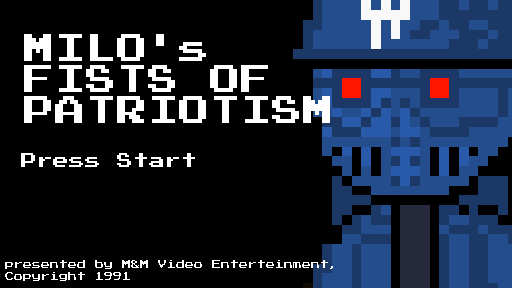 MILO's
FISTS OF
PATRIOTISM
Press Start
presented by M&M Video Enterteinment,
Copyright 1991